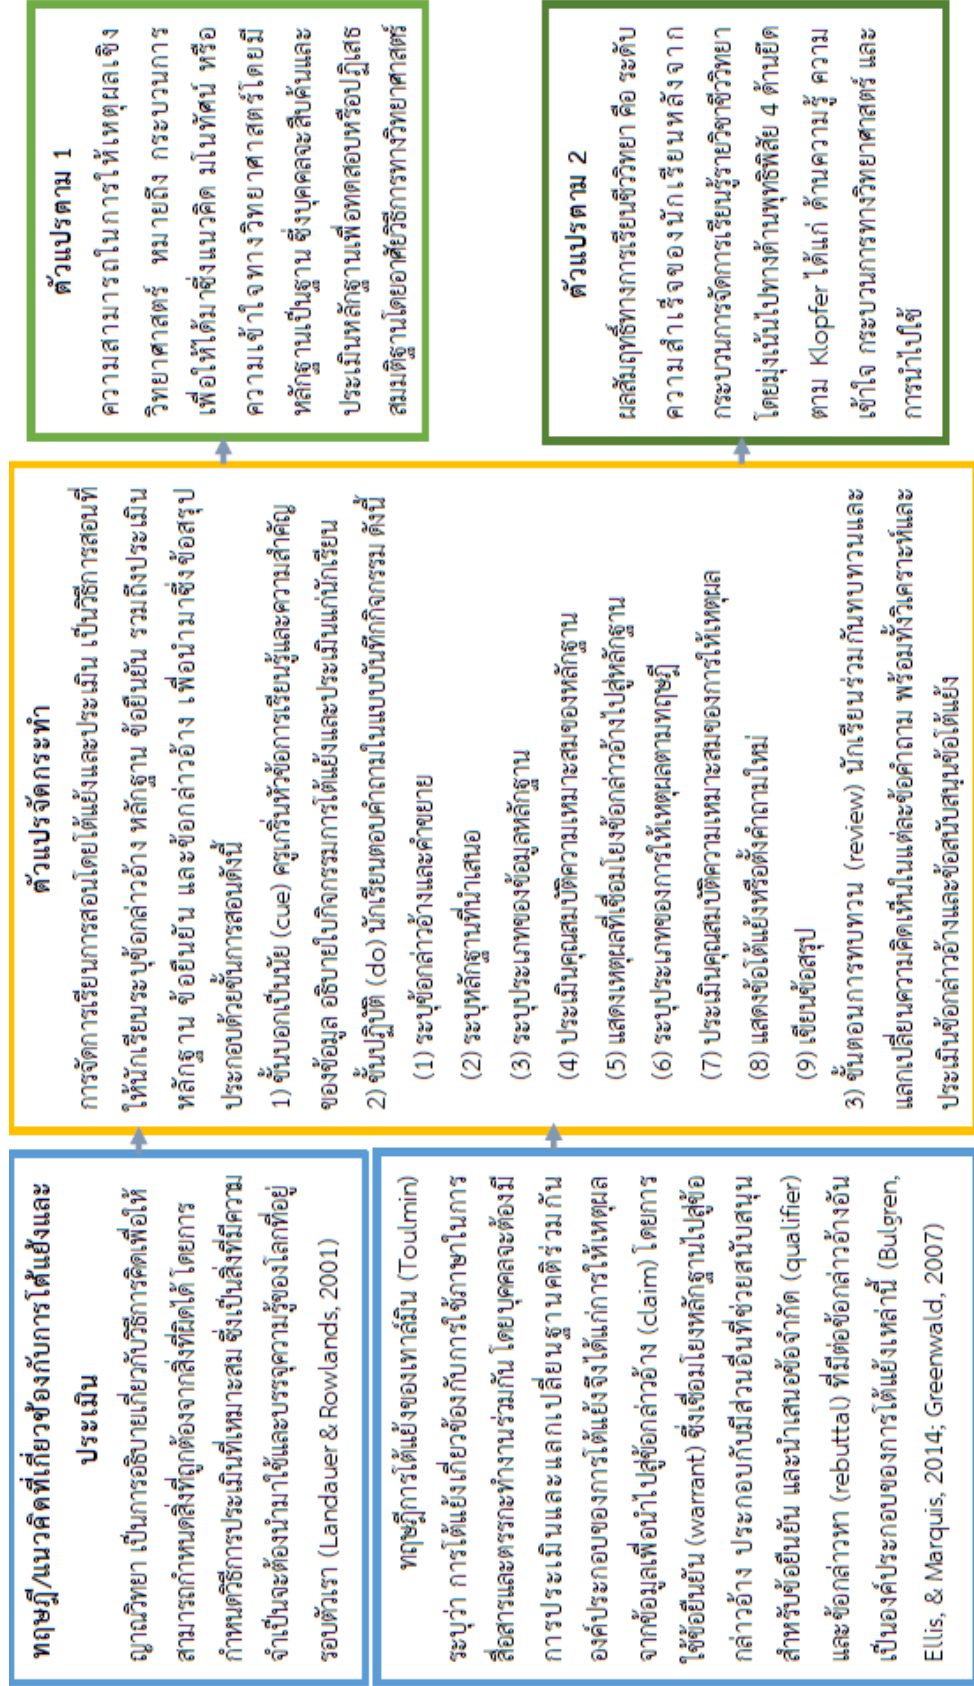 ทฤษฎี/แนวคิดที่เกี่ยวข้องกับการโต้แย้งและ
ประเมิน
ญาณวิทยา เป็นการอธิบายเกี่ยวกับวิธีการคิดเพื่อให้
สามารถกำหนดสิ่งที่ถูกต้องจากสิ่งที่ผิดได้ โดยการ
กำหนดวิธีการประเมินที่เหมาะสม ซึ่งเป็นสิ่งที่มีความ
จำเป็นจะต้องนำมาใช้และบรรจุความรู้ของโลกที่อยู่
รอบตัวเรา (Landauer & Rowlands, 2001)
ทฤษฎีการโต้แย้งของเทาล์มิน (Toulmin)
ระบุว่า การโต้แย้งเกี่ยวข้องกับการใช้ภาษาในการ
สื่อสารและตรรกะทำงานร่วมกัน โดยบุคคลจะต้องมี
การประเมินและแลกเปลี่ยนฐานคติร่วมกัน
องค์ประกอบของการโต้แย้งจึงได้แก่การให้เหตุผล
จากข้อมูลเพื่อนำไปสู่ข้อกล่าวอ้าง (claim) โดยการ
ใช้ข้อยืนยัน (warrant) ซึ่งเชื่อมโยงหลักฐานไปสู่ข้อ
กล่าวอ้าง ประกอบกับมีส่วนอื่นที่ช่วยสนับสนุน
สำหรับข้อยืนยัน และนำเสนอข้อจำกัด (qualifier)
และข้อกล่าวหา (rebuttal) ที่มีต่อข้อกล่าวอ้างอัน
เป็นองค์ประกอบของการโต้แย้งเหล่านี้ (Bulgren,
Ellis, & Marquis, 2014; Greenwald, 2007)
ตัวแปรจัดกระทำ
การจัดการเรียนการสอนโดยโต้แย้งและประเมิน เป็นวิธีการสอนที่
ให้นักเรียนระบุข้อกล่าวอ้าง หลักฐาน ข้อยืนยัน รวมถึงประเมิน
หลักฐาน ข้อยืนยัน และข้อกล่าวอ้าง เพื่อนำมาซึ่งข้อสรุป
ประกอบด้วยขั้นการสอนดังนี้
1) ขั้นบอกเป็นนัย (cue) ครูเกริ่นหัวข้อการเรียนรู้และความสำคัญ
ของข้อมูล อธิบายใบกิจกรรมการโต้แย้งและประเมินแก่นักเรียน
2) ขั้นปฏิบัติ (do) นักเรียนตอบคำถามในแบบบันทึกกิจกรรม ดังนี้
(1) ระบุข้อกล่าวอ้างและคำขยาย
(2) ระบุหลักฐานที่นำเสนอ
(3) ระบุประเภทของข้อมูลหลักฐาน
(4) ประเมินคุณสมบัติความเหมาะสมของหลักฐาน
(5) แสดงเหตุผลที่เชื่อมโยงข้อกล่าวอ้างไปสู่หลักฐาน
(6) ระบุประเภทของการให้เหตุผลตามทฤษฎี
(7) ประเมินคุณสมบัติความเหมาะสมของการให้เหตุผล
(8) แสดงข้อโต้แย้งหรือตั้งคำถามใหม่
(9) เขียนข้อสรุป
3) ขั้นตอนการทบทวน (review) นักเรียนร่วมกันทบทวนและ
แลกเปลี่ยนความคิดเห็นในแต่ละข้อคำถาม พร้อมทั้งวิเคราะห์และ
ประเมินข้อกล่าวอ้างและข้อสนับสนุนข้อโต้แย้ง
ตัวแปรตาม 1
ความสามารถในการให้เหตุผลเชิง
วิทยาศาสตร์ หมายถึง กระบวนการ
เพื่อให้ได้มาซึ่งแนวคิด มโนทัศน์ หรือ
ความเข้าใจทางวิทยาศาสตร์โดยมี
หลักฐานเป็นฐาน ซึ่งบุคคลจะสืบค้นและ
ประเมินหลักฐานเพื่อทดสอบหรือปฏิเสธ
สมมติฐานโดยอาศัยวิธีการทางวิทยาศาสตร์
ตัวแปรตาม 2
ผลสัมฤทธิ์ทางการเรียนชีววิทยา คือ ระดับ
ความสำเร็จของนักเรียนหลังจาก
กระบวนการจัดการเรียนรู้รายวิชาชีววิทยา
โดยมุ่งเน้นไปทางด้านพุทธิพิสัย 4 ด้านยึด
ตาม Klopfer ได้แก่ ด้านความรู้ ความ
เข้าใจ กระบวนการทางวิทยาศาสตร์ และ
การนำไปใช้